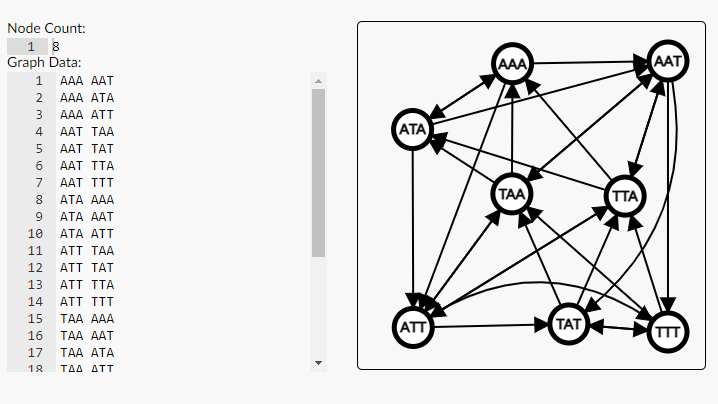 Node Count:
1 8
Graph Data:
1 AAA AAT
2 AAA ATA
3 AAA ATT
4 AAT TAA
5 AAT TAT
6 AAT TTA
7 AAT TTT
8 ATA AAA
9 ATA AAT
10 ATA ATT
11 ATT TAA
12 ATT TAT
13 ATT TTA
14 ATT TTT
15 TAA AAA
16 TAA AAT
17 TAA ATA
18 TAA ATT
AAA
AAT
ATA
TAA
TTA
ATT
TAT
TTT